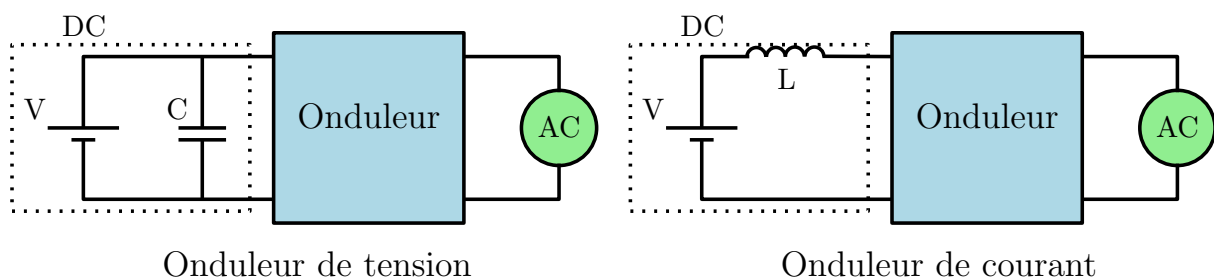 DC
V
C
Onduleur
AC
Onduleur de tension
DC
V
L
Onduleur
AC
Onduleur de courant